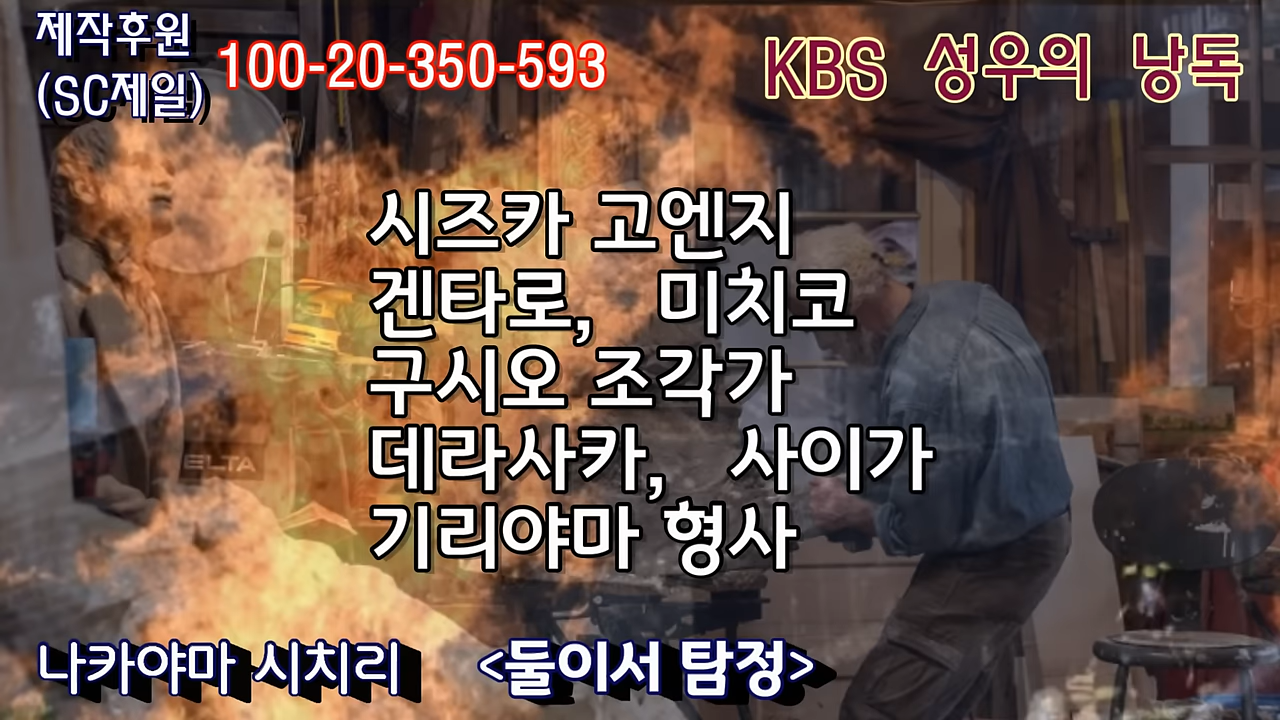 제작후원
(SC제일)
100-20-350-593
KBS 성우의 낭독
시즈카 고엔지
겐타로, 미치코
구시오 조각가
데라사카, 사이가
기리야마 형사
ELTA
나카야마 시치리 <둘이서 탐정>